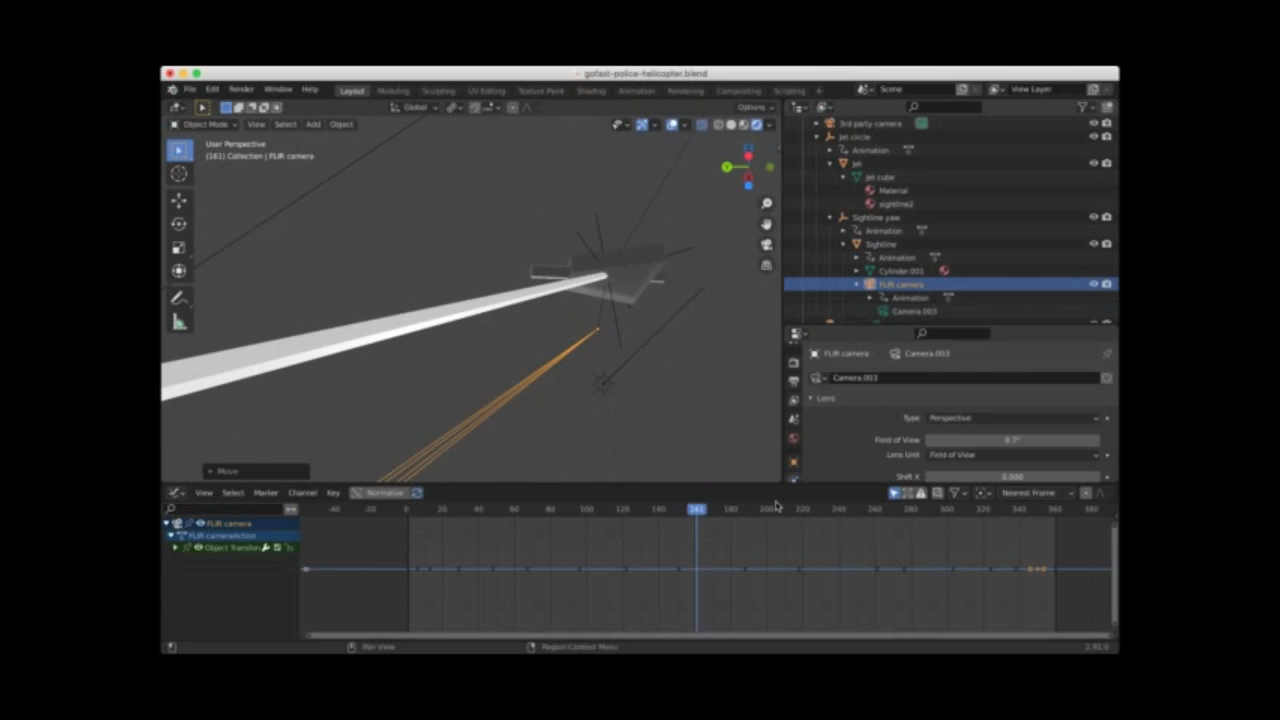 gofast-police-helicopter.blend
File Edit Render Window Help Layout Modeling Sculpting UV Editing Texture Paint Shading Animation Rendering Compositing Scripting + Scene View Layer
Global Options
Object Mode View Select Add Object
User Perspective
(161) Collection | FLIR camera
3rd party camera
Jet circle
Animation
Jet
Jet cube
Material
sightline2
Sightline yaw
Animation
Sightline
Animation
Cylinder.001
FLIR camera
Animation
Camera.003
FLIR camera Camera.003
Camera.003
Lens
Type Perspective
Field of View 0.7°
Lens Unit Field of View
Shift X 0.000
Move
View Select Marker Channel Key Normalize Nearest Frame
-40 -20 0 20 40 60 80 100 120 140 161 180 200 220 240 260 280 300 320 340 360 380
FLIR camera
FLIR cameraAction
Object Transform
Pan View Region Context Menu 2.91.0